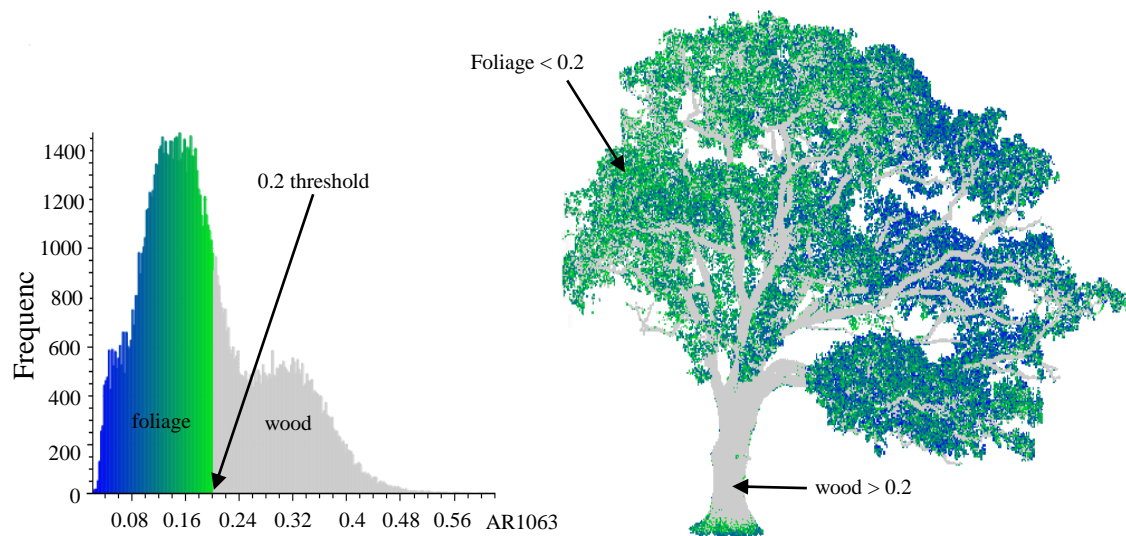 Foliage < 0.2
1400
1200
1000
800
600
400
200
0
Frequenc
0.2 threshold
foliage
wood
0.08 0.16 0.24 0.32 0.4 0.48 0.56 AR1063
wood > 0.2